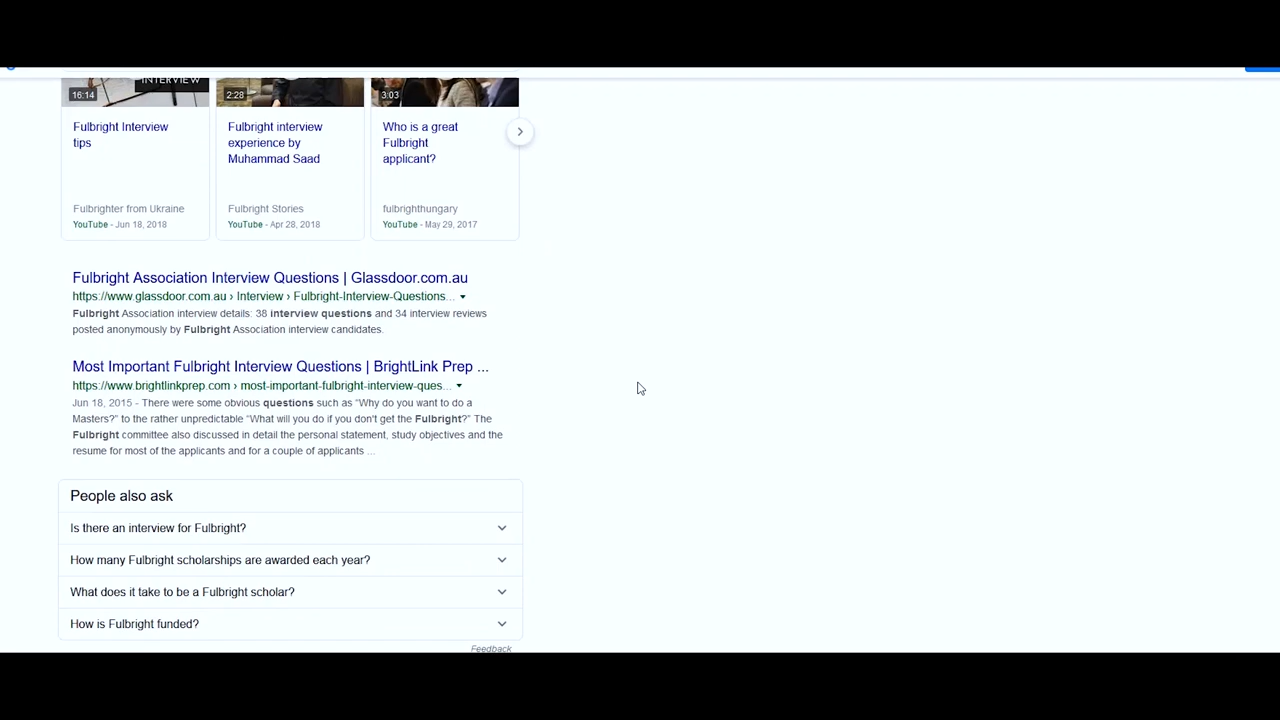 INTERVIEW
16:14
2:28
3:03
Fulbright Interview
tips
Fulbrighter from Ukraine
YouTube - Jun 18, 2018
Fulbright interview
experience by
Muhammad Saad
Fulbright Stories
YouTube - Apr 28, 2018
Who is a great
Fulbright
applicant?
fulbrighthungary
YouTube - May 29, 2017
Fulbright Association Interview Questions | Glassdoor.com.au
https://www.glassdoor.com.au › Interview › Fulbright-Interview-Questions...
Fulbright Association interview details: 38 interview questions and 34 interview reviews
posted anonymously by Fulbright Association interview candidates.
Most Important Fulbright Interview Questions | BrightLink Prep ...
https://www.brightlinkprep.com › most-important-fulbright-interview-ques...
Jun 18, 2015 - There were some obvious questions such as “Why do you want to do a
Masters?” to the rather unpredictable “What will you do if you don't get the Fulbright?” The
Fulbright committee also discussed in detail the personal statement, study objectives and the
resume for most of the applicants and for a couple of applicants ...
People also ask
Is there an interview for Fulbright?
How many Fulbright scholarships are awarded each year?
What does it take to be a Fulbright scholar?
How is Fulbright funded?
Feedback